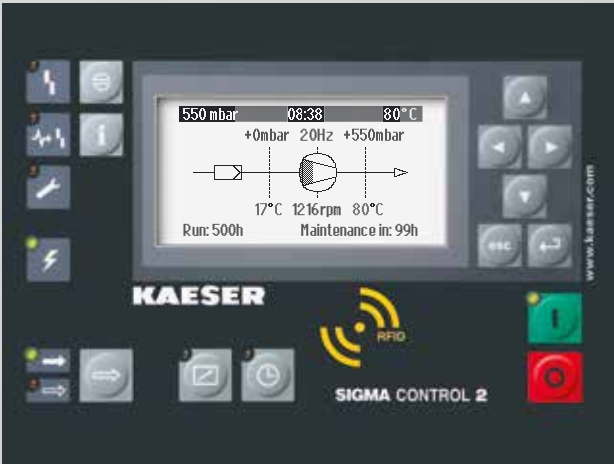 550 mbar 08:38 80°C
+0mbar 20Hz +550mbar
17°C 1216rpm 80°C
Run: 500h Maintenance in: 99h
esc
www.kaeser.com
KAESER
RFID
SIGMA CONTROL 2